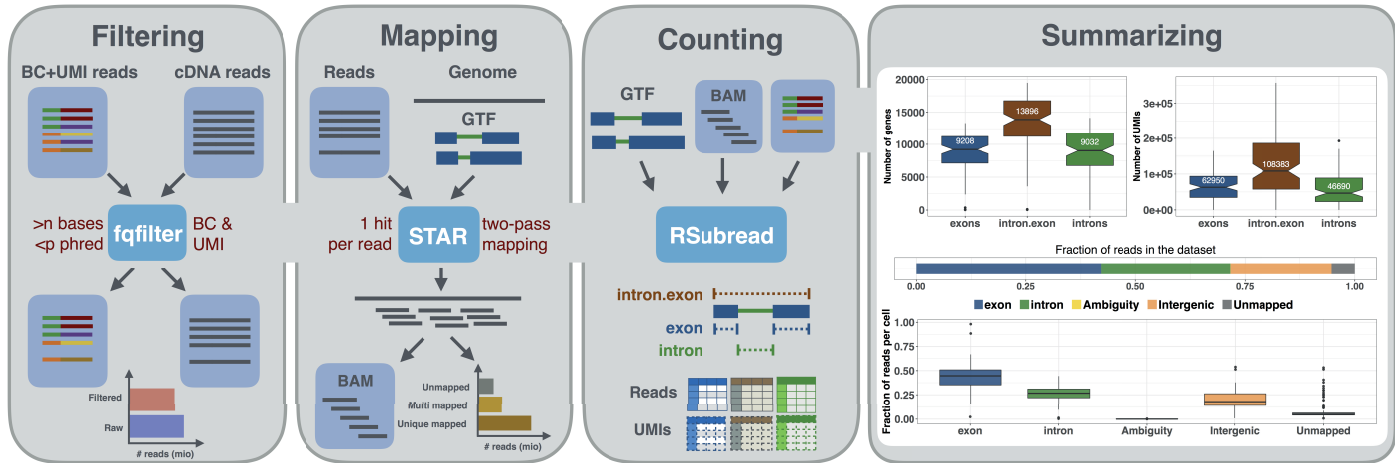 Filtering
BC+UMI reads
cDNA reads
>n bases
<p phred
fqfilter
BC &
UMI
Filtered
Raw
# reads (mio)
Mapping
Reads
Genome
GTF
1 hit
per read
STAR
two-pass
mapping
BAM
Unmapped
Multi mapped
Unique mapped
# reads (mio)
Counting
GTF
BAM
RSubread
intron.exon
exon
intron
Reads
UMIs
Summarizing
Number of genes
20000
15000
10000
5000
0
9208
13896
9032
exons
intron.exon
introns
Number of UMIs
3e+05
2e+05
1e+05
0e+00
62950
108383
46690
exons
intron.exon
introns
Fraction of reads in the dataset
0.00
0.25
0.50
0.75
1.00
exon
intron
Ambiguity
Intergenic
Unmapped
Fraction of reads per cell
1.00
0.75
0.50
0.25
0.00
exon
intron
Ambiguity
Intergenic
Unmapped